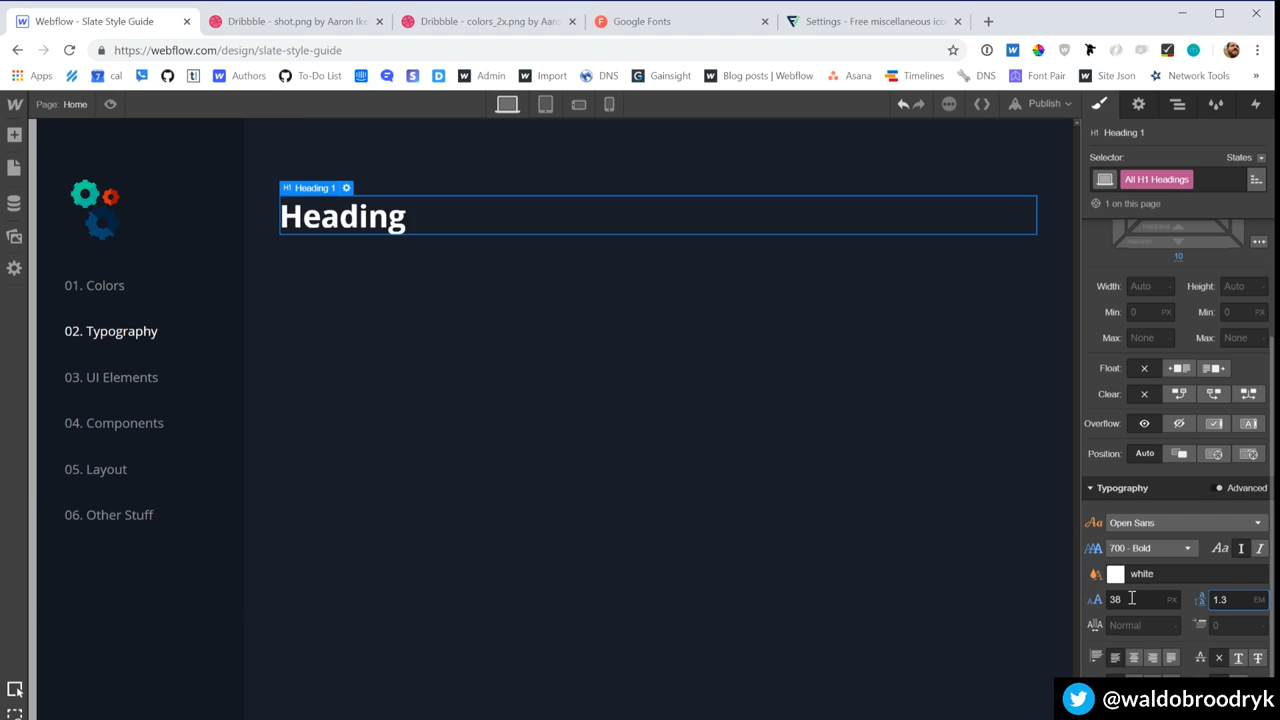 Webflow - Slate Style Guide
Dribbble - shot.png by Aaron Ike
Dribbble - colors_2x.png by Aaro
Google Fonts
Settings - Free miscellaneous ico
https://webflow.com/design/slate-style-guide
Apps
cal
Authors
To-Do List
DNS
Admin
Import
Gainsight
Blog posts | Webflow
Asana
Timelines
DNS
Font Pair
Site Json
Network Tools
Page: Home
Publish
H1 Heading 1
Selector:
States
All H1 Headings
1 on this page
10
H1 Heading 1
Heading
01. Colors
02. Typography
03. UI Elements
04. Components
05. Layout
06. Other Stuff
Width: Auto - Height: Auto -
Min: 0 PX Min: 0 PX
Max: None - Max: None -
Float:
Clear:
Overflow:
Position: Auto
Typography
Advanced
Open Sans
700 - Bold
white
38 PX 1.3 EM
Normal - 0 -
@waldobroodryk